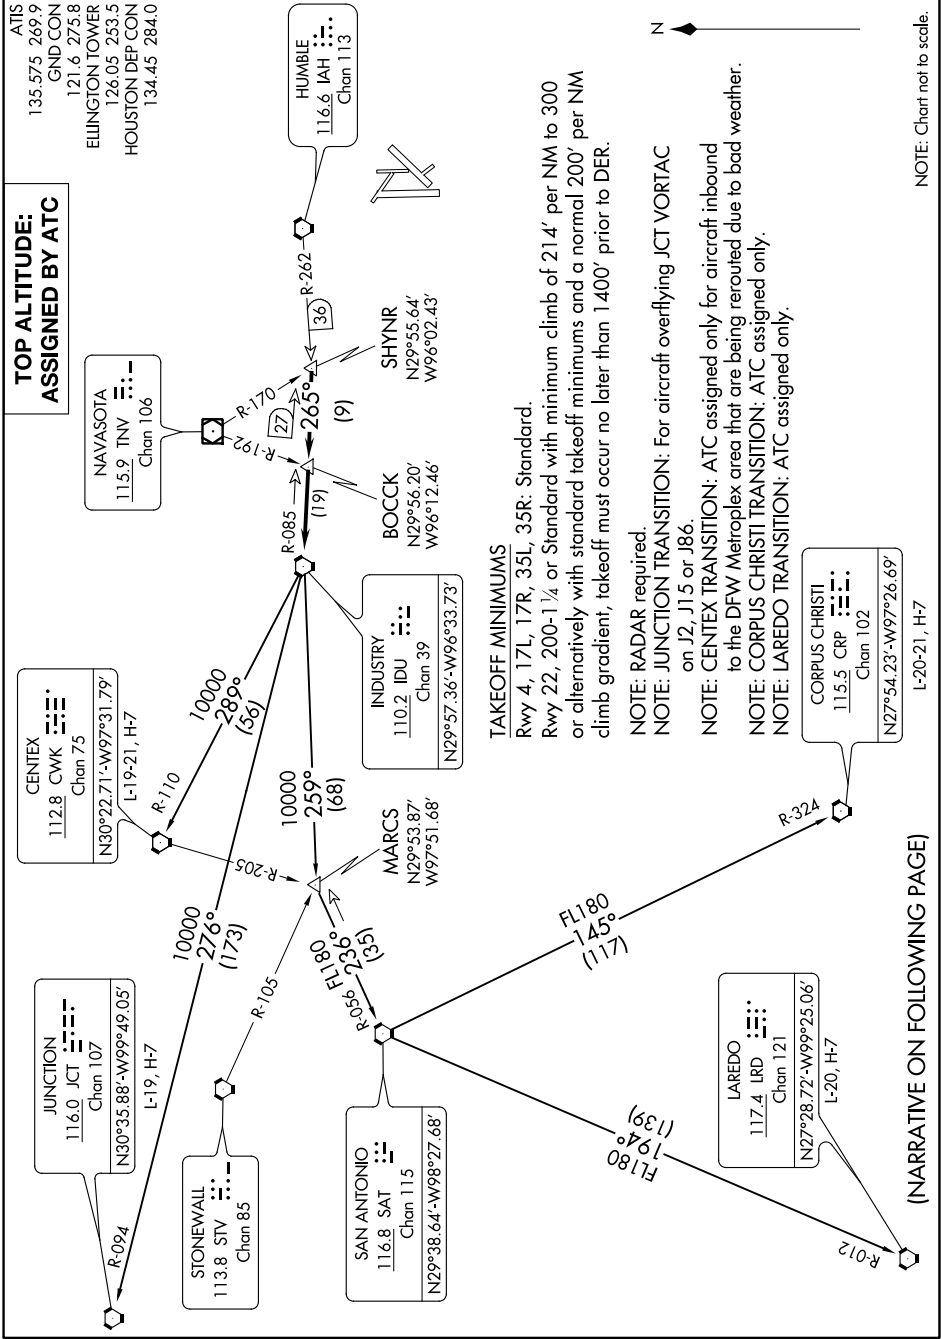 TOP ALTITUDE:
ASSIGNED BY ATC
ATIS
135.575 269.9
GND CON
121.6 275.8
ELLINGTON TOWER
126.05 253.5
HOUSTON DEP CON
134.45 284.0
JUNCTION
116.0 JCT
Chan 107
N30°35.88'-W99°49.05'
L-19, H-7
CENTEX
112.8 CWK
Chan 75
N30°22.71'-W97°31.79'
L-19-21, H-7
NAVASOTA
115.9 TNV
Chan 106
HUMBLE
116.6 IAH
Chan 113
R-094
10000
276°
(173)
R-110
10000
289°
(56)
R-205
R-192
R-170
27
R-262
36
R-085
(19)
265°
(9)
STONEWALL
113.8 STV
Chan 85
R-105
10000
259°
(68)
INDUSTRY
110.2 IDU
Chan 39
N29°57.36'-W96°33.73'
BOCCK
N29°56.20'
W96°12.46'
SHYNR
N29°55.64'
W96°02.43'
MARCS
N29°53.87'
W97°51.68'
SAN ANTONIO
116.8 SAT
Chan 115
N29°38.64'-W98°27.68'
R-056
FL180
236°
(35)
TAKEOFF MINIMUMS
Rwy 4, 17L, 17R, 35L, 35R: Standard.
Rwy 22, 200-1¼ or Standard with minimum climb of 214' per NM to 300
or alternatively with standard takeoff minimums and a normal 200' per NM
climb gradient, takeoff must occur no later than 1400' prior to DER.
NOTE: RADAR required.
NOTE: JUNCTION TRANSITION: For aircraft overflying JCT VORTAC
on J2, J15 or J86.
NOTE: CENTEX TRANSITION: ATC assigned only for aircraft inbound
to the DFW Metroplex area that are being rerouted due to bad weather.
NOTE: CORPUS CHRISTI TRANSITION: ATC assigned only.
NOTE: LAREDO TRANSITION: ATC assigned only.
N
FL180
145°
(117)
R-324
CORPUS CHRISTI
115.5 CRP
Chan 102
N27°54.23'-W97°26.69'
L-20-21, H-7
FL180
194°
(139)
R-012
LAREDO
117.4 LRD
Chan 121
N27°28.72'-W99°25.06'
L-20, H-7
(NARRATIVE ON FOLLOWING PAGE)
NOTE: Chart not to scale.